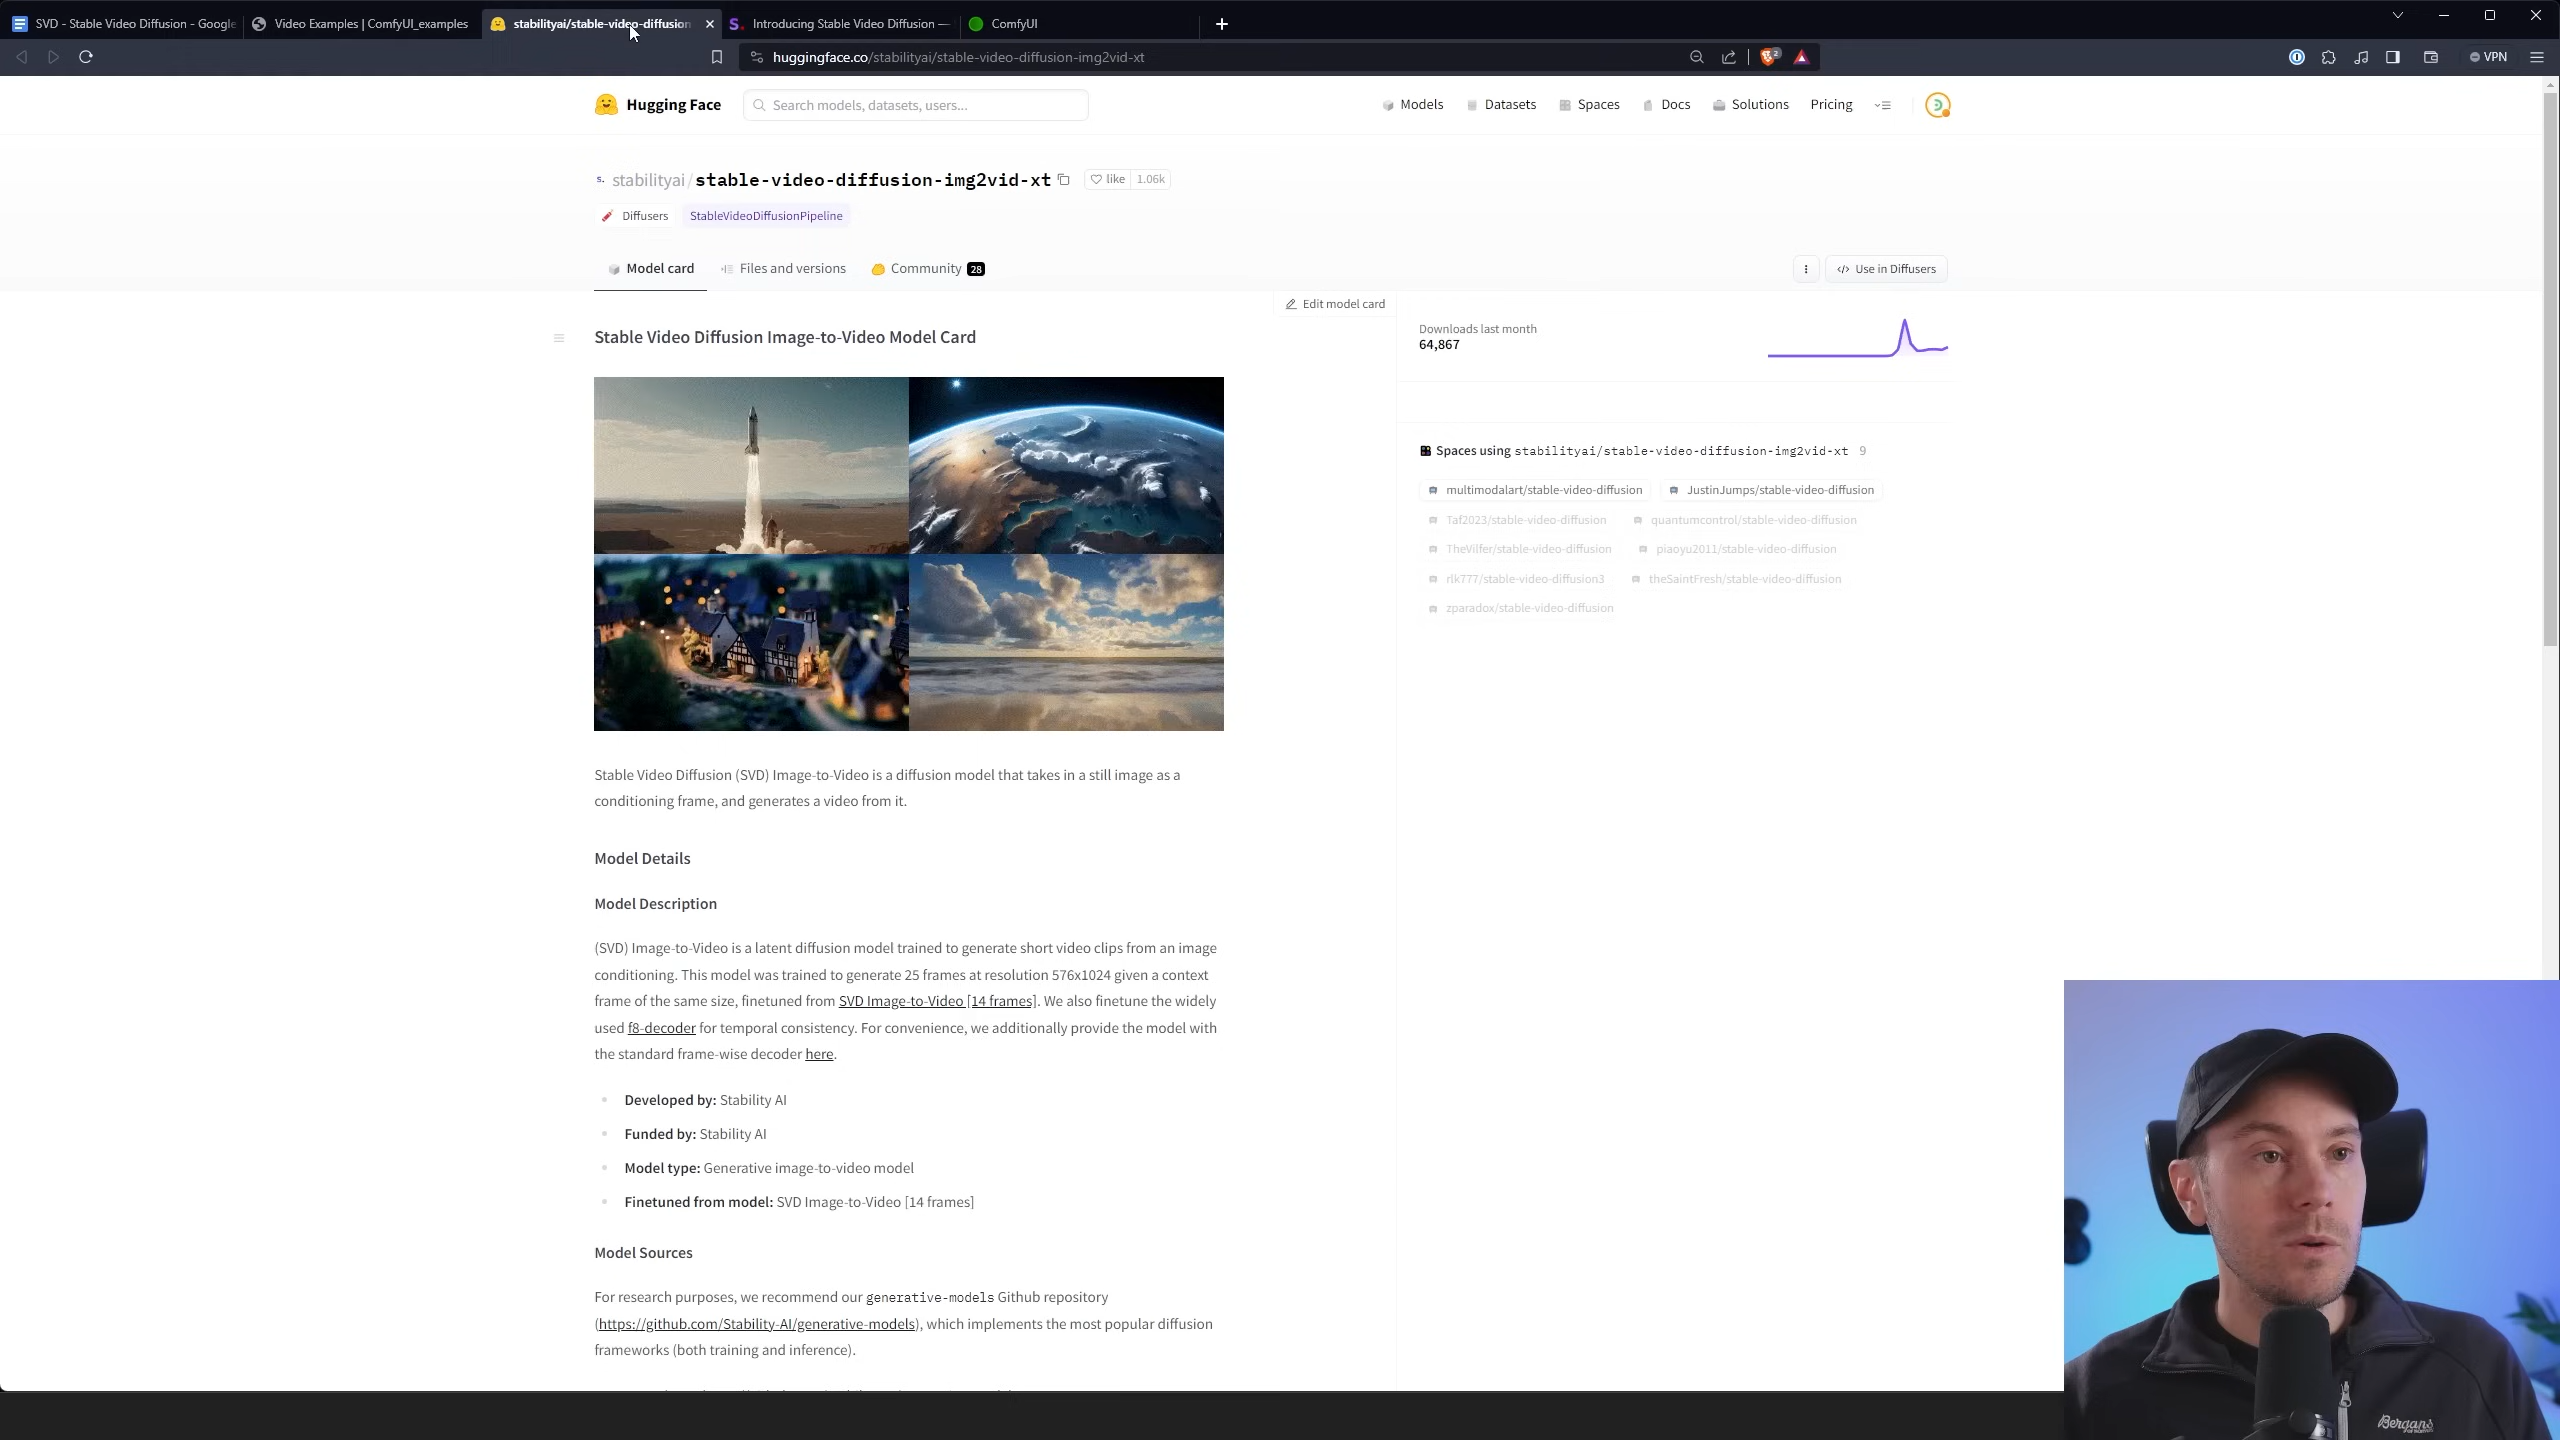 SVD - Stable Video Diffusion - Google
Video Examples | ComfyUI_examples
stabilityai/stable-video-diffusion
Introducing Stable Video Diffusion —
ComfyUI
huggingface.co/stabilityai/stable-video-diffusion-img2vid-xt
2
VPN
Hugging Face
Search models, datasets, users...
Models
Datasets
Spaces
Docs
Solutions
Pricing
stabilityai/stable-video-diffusion-img2vid-xt
like 1.06k
Diffusers
StableVideoDiffusionPipeline
Model card
Files and versions
Community 28
Use in Diffusers
Edit model card
Stable Video Diffusion Image-to-Video Model Card
Stable Video Diffusion (SVD) Image-to-Video is a diffusion model that takes in a still image as a
conditioning frame, and generates a video from it.
Model Details
Model Description
(SVD) Image-to-Video is a latent diffusion model trained to generate short video clips from an image
conditioning. This model was trained to generate 25 frames at resolution 576x1024 given a context
frame of the same size, finetuned from SVD Image-to-Video [14 frames]. We also finetune the widely
used f8-decoder for temporal consistency. For convenience, we additionally provide the model with
the standard frame-wise decoder here.
Developed by: Stability AI
Funded by: Stability AI
Model type: Generative image-to-video model
Finetuned from model: SVD Image-to-Video [14 frames]
Model Sources
For research purposes, we recommend our generative-models Github repository
(https://github.com/Stability-AI/generative-models), which implements the most popular diffusion
frameworks (both training and inference).
Downloads last month
64,867
Spaces using stabilityai/stable-video-diffusion-img2vid-xt 9
multimodalart/stable-video-diffusion
JustinJumps/stable-video-diffusion
Taf2023/stable-video-diffusion
quantumcontrol/stable-video-diffusion
TheVilfer/stable-video-diffusion
piaoyu2011/stable-video-diffusion
rlk777/stable-video-diffusion3
theSaintFresh/stable-video-diffusion
zparadox/stable-video-diffusion
Bergans